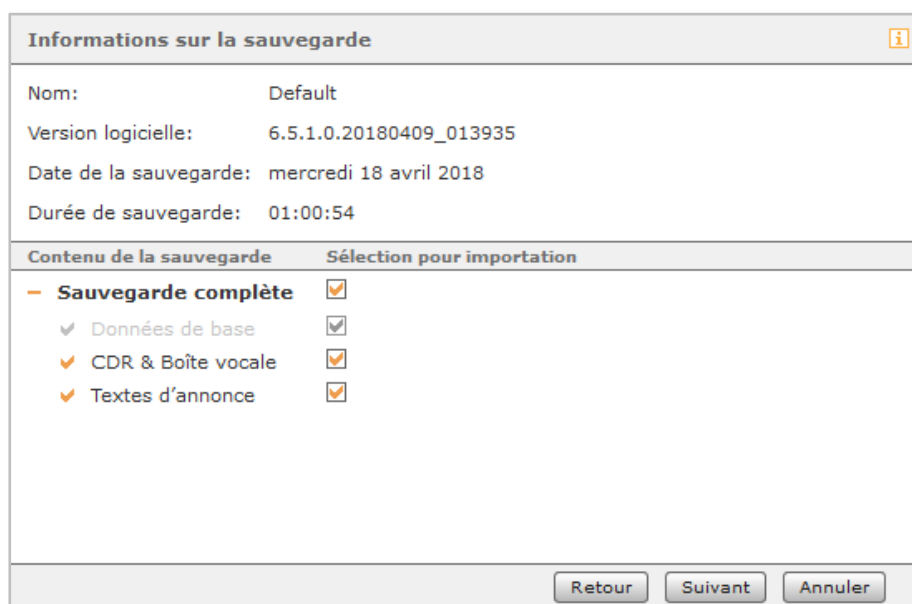 Informations sur la sauvegarde
Nom: Default
Version logicielle: 6.5.1.0.20180409_013935
Date de la sauvegarde: mercredi 18 avril 2018
Durée de sauvegarde: 01:00:54
Contenu de la sauvegarde Sélection pour importation
Sauvegarde complète
Données de base
CDR & Boîte vocale
Textes d’annonce
Retour Suivant Annuler